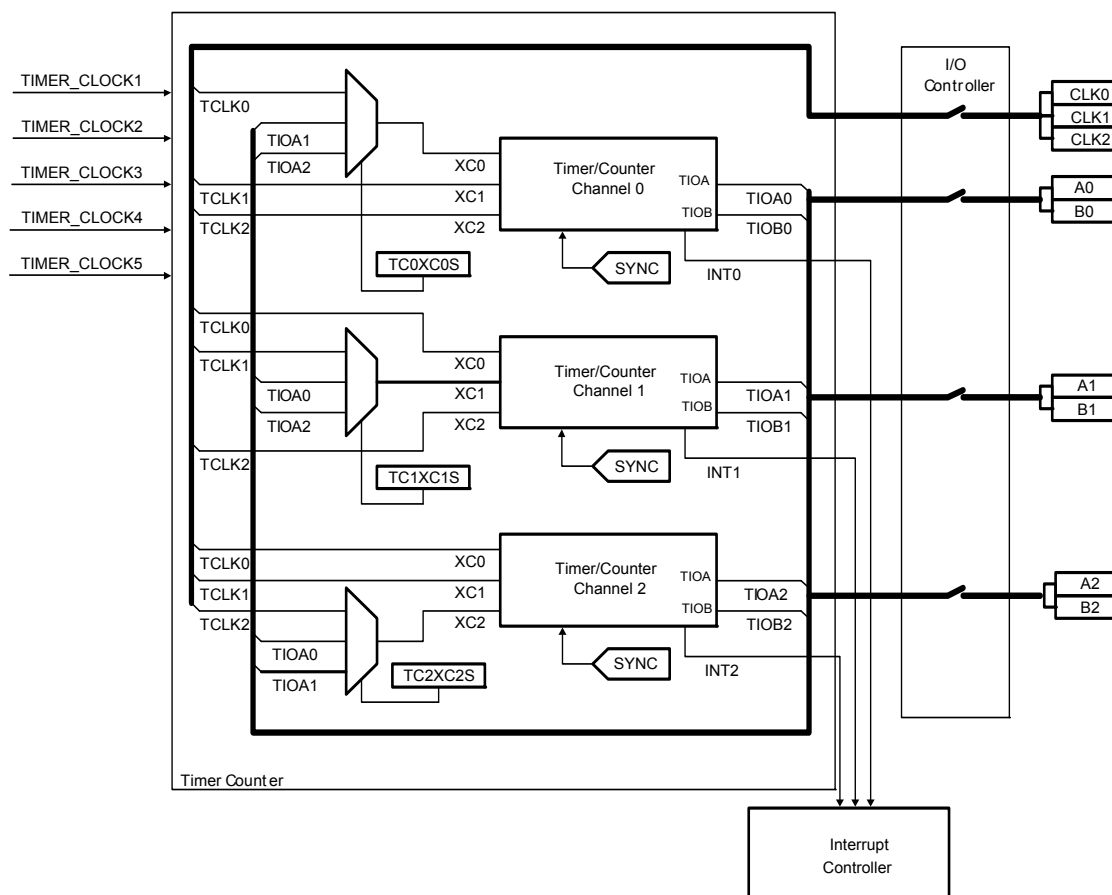 I/O
Controller
TIMER_CLOCK1
TIMER_CLOCK2
TIMER_CLOCK3
TIMER_CLOCK4
TIMER_CLOCK5
TCLK0
TIOA1
TIOA2
TCLK1
TCLK2
XC0
XC1
XC2
Timer/Counter
Channel 0
TIOA
TIOB
TIOA0
TIOB0
TC0XC0S
SYNC
INT0
CLK0
CLK1
CLK2
A0
B0
TCLK0
TCLK1
TIOA0
TIOA2
TCLK2
XC0
XC1
XC2
Timer/Counter
Channel 1
TIOA
TIOB
TIOA1
TIOB1
TC1XC1S
SYNC
INT1
A1
B1
TCLK0
TCLK1
TCLK2
TIOA0
TIOA1
XC0
XC1
XC2
Timer/Counter
Channel 2
TIOA
TIOB
TIOA2
TIOB2
TC2XC2S
SYNC
INT2
A2
B2
Timer Counter
Interrupt
Controller